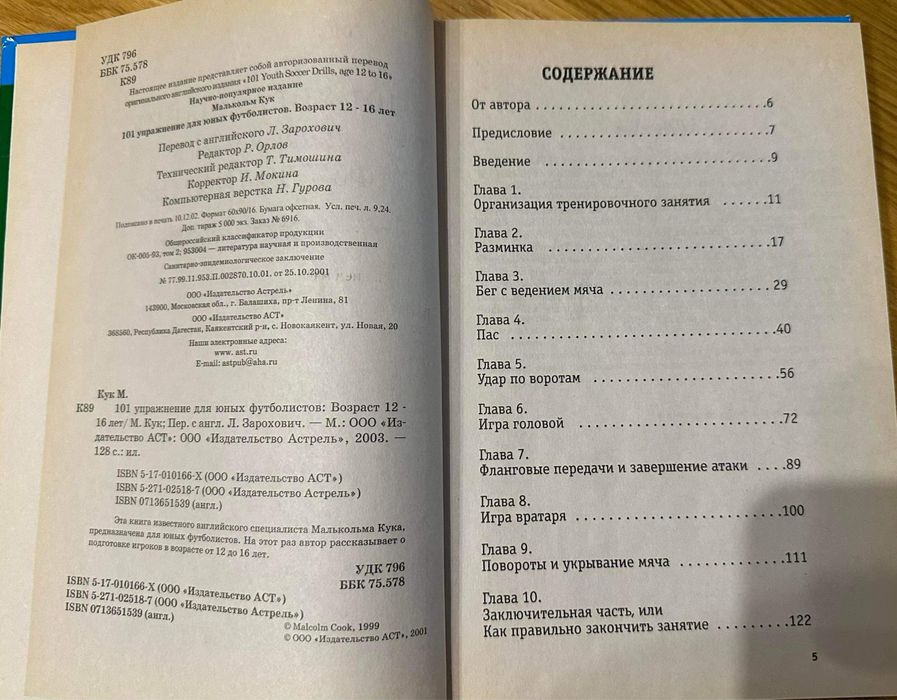 УДК 796
ББК 75.578
К89
Настоящее издание представляет собой авторизованный перевод
оригинального английского издания «101 Youth Soccer Drills, age 12 to 16»
Научно-популярное издание
Малькольм Кук
101 упражнение для юных футболистов. Возраст 12 - 16 лет
Перевод с английского Л. Зарохович
Редактор Р. Орлов
Технический редактор Т. Тимошина
Корректор И. Мокина
Компьютерная верстка Н. Гурова
Подписано в печать 10.12.02. Формат 60х90/16. Бумага офсетная. Усл. печ. л. 9,24.
Доп. тираж 5 000 экз. Заказ № 6916.
Общероссийский классификатор продукции
ОК-005-93, том 2; 953004 — литература научная и производственная
Санитарно-эпидемиологическое заключение
№ 77.99.11.953.П.002870.10.01. от 25.10.2001
ООО «Издательство Астрель»
143900, Московская обл., г. Балашиха, пр-т Ленина, 81
ООО «Издательство АСТ»
368560, Республика Дагестан, Каякентский р-н, с. Новокаякент, ул. Новая, 20
Наши электронные адреса:
www. ast.ru
E-mail: astpub@aha.ru
Кук М.
К89 101 упражнение для юных футболистов: Возраст 12 -
16 лет/ М. Кук; Пер. с англ. Л. Зарохович. — М.: ООО «Из-
дательство АСТ»: ООО «Издательство Астрель», 2003. —
128 с.: ил.
ISBN 5-17-010166-X (ООО «Издательство АСТ»)
ISBN 5-271-02518-7 (ООО «Издательство Астрель»)
ISBN 0713651539 (англ.)
Эта книга известного английского специалиста Малькольма Кука,
предназначена для юных футболистов. На этот раз автор рассказывает о
подготовке игроков в возрасте от 12 до 16 лет.
УДК 796
ББК 75.578
ISBN 5-17-010166-X (ООО «Издательство АСТ»)
ISBN 5-271-02518-7 (ООО «Издательство Астрель»)
ISBN 0713651539 (англ.)
© Malcolm Cook, 1999
© ООО «Издательство АСТ», 2001
СОДЕРЖАНИЕ
От автора . . . . . . . . . . . . . . . . . . . . . . . . . . . . . .6
Предисловие . . . . . . . . . . . . . . . . . . . . . . . . . . . .7
Введение . . . . . . . . . . . . . . . . . . . . . . . . . . . . . .9
Глава 1.
Организация тренировочного занятия . . . . . .11
Глава 2.
Разминка . . . . . . . . . . . . . . . . . . . . . . . . . . . . .17
Глава 3.
Бег с ведением мяча . . . . . . . . . . . . . . . . . . . . . 29
Глава 4.
Пас . . . . . . . . . . . . . . . . . . . . . . . . . . . . . . . . . .40
Глава 5.
Удар по воротам . . . . . . . . . . . . . . . . . . . . . . . .56
Глава 6.
Игра головой . . . . . . . . . . . . . . . . . . . . . . . . . .72
Глава 7.
Фланговые передачи и завершение атаки . . . .89
Глава 8.
Игра вратаря . . . . . . . . . . . . . . . . . . . . . . . . . .100
Глава 9.
Повороты и укрывание мяча . . . . . . . . . . . . .111
Глава 10.
Заключительная часть, или
Как правильно закончить занятие . . . . . . . . .122
5